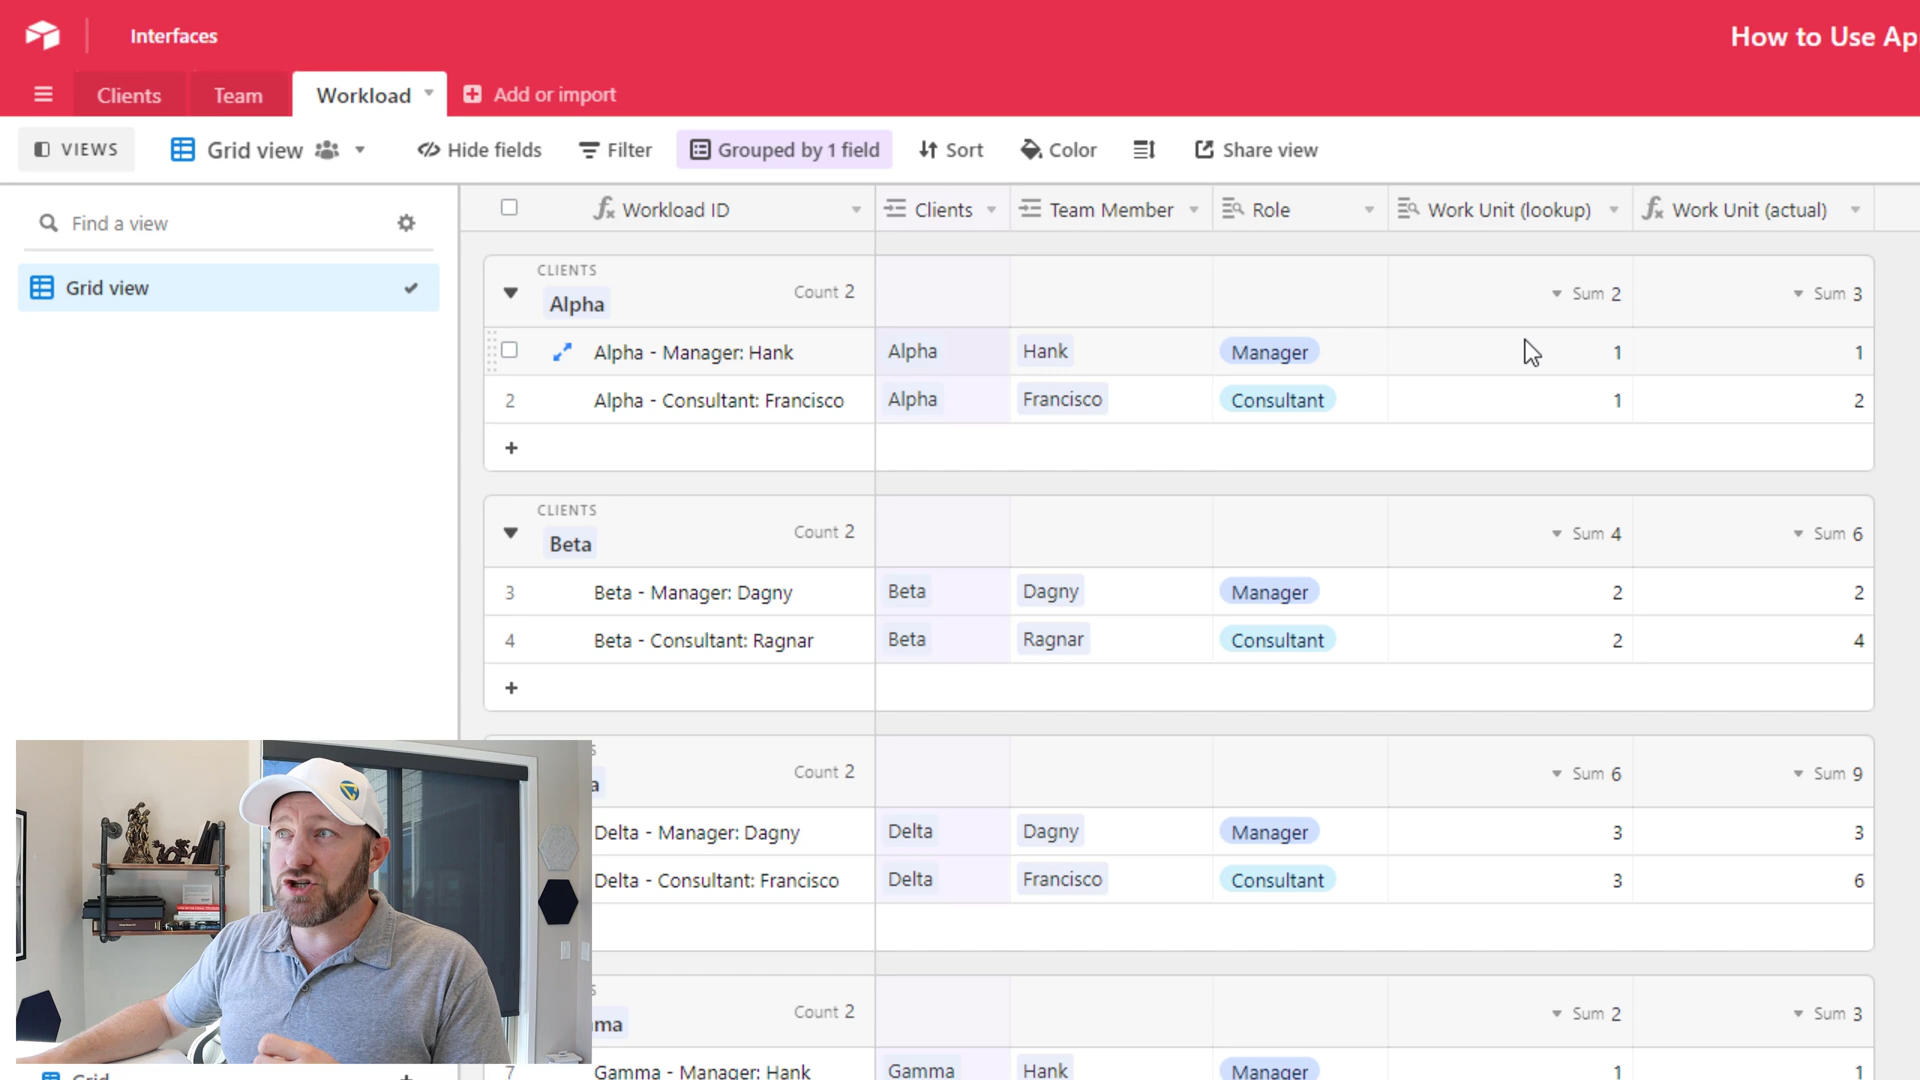 Interfaces
How to Use Ap
Clients Team Workload Add or import
VIEWS Grid view Hide fields Filter Grouped by 1 field Sort Color Share view
Find a view
Grid view
Workload ID Clients Team Member Role Work Unit (lookup) Work Unit (actual)
CLIENTS
Alpha Count 2 Sum 2 Sum 3
Alpha - Manager: Hank Alpha Hank Manager 1 1
2 Alpha - Consultant: Francisco Alpha Francisco Consultant 1 2
+
CLIENTS
Beta Count 2 Sum 4 Sum 6
3 Beta - Manager: Dagny Beta Dagny Manager 2 2
4 Beta - Consultant: Ragnar Beta Ragnar Consultant 2 4
+
S
a Count 2 Sum 6 Sum 9
Delta - Manager: Dagny Delta Dagny Manager 3 3
Delta - Consultant: Francisco Delta Francisco Consultant 3 6
S
ma Count 2 Sum 2 Sum 3
7 Gamma - Manager: Hank Gamma Hank Manager 1 1
Grid +